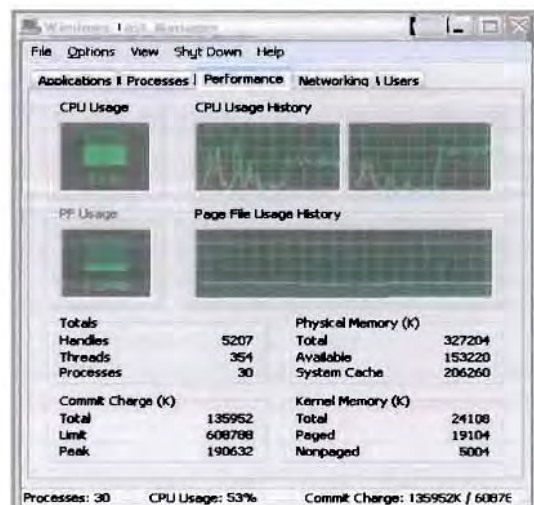 Windows Task Manager
File Options View Shut Down Help
Applications Processes Performance Networking Users
CPU Usage CPU Usage History
PF Usage Page File Usage History
Totals Physical Memory (K)
Handles 5207 Total 327204
Threads 354 Available 153220
Processes 30 System Cache 206260
Commit Charge (K) Kernel Memory (K)
Total 135952 Total 24108
Limit 608788 Paged 19104
Peak 190632 Nonpaged 5004
Processes: 30 CPU Usage: 53% Commit Charge: 135952K /